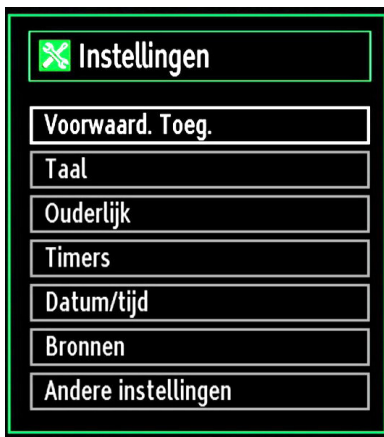 Instellingen
Voorwaard. Toeg.
Taal
Ouderlijk
Timers
Datum/tijd
Bronnen
Andere instellingen